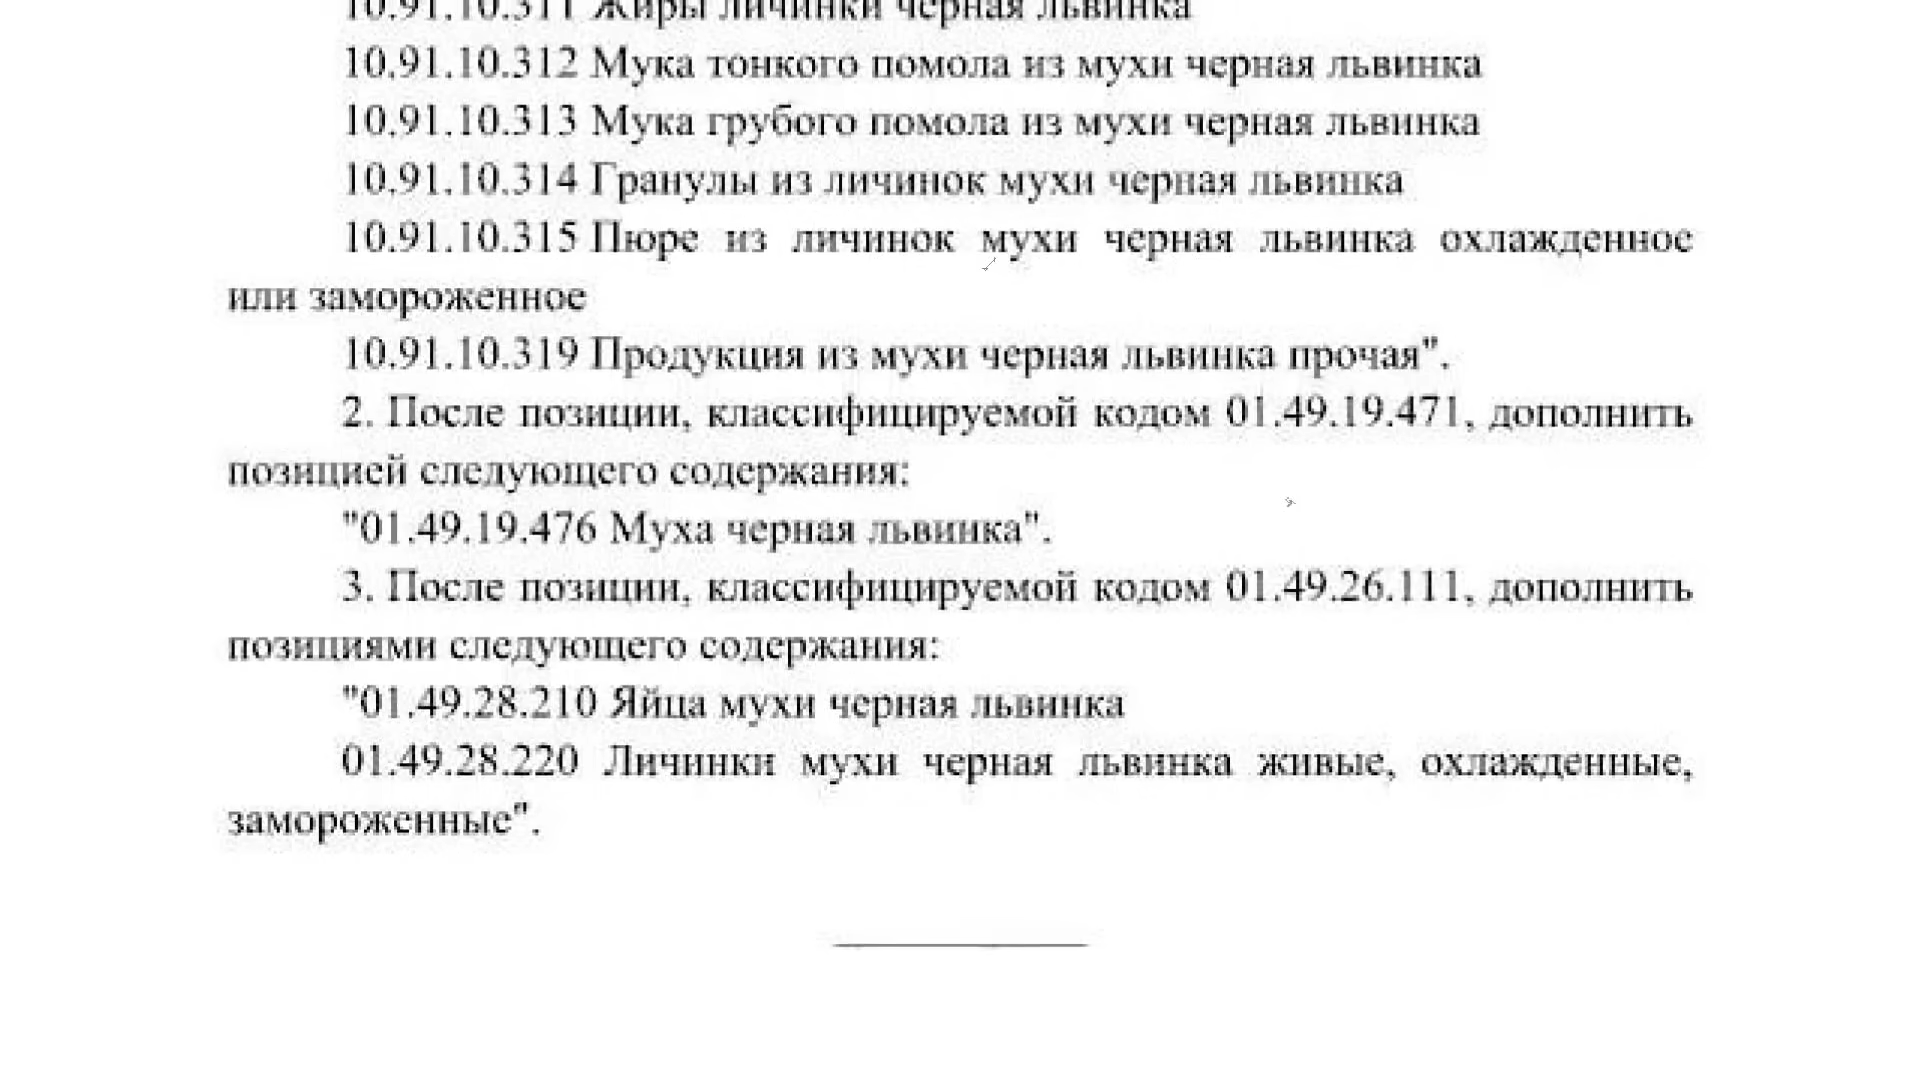 10.91.10.311 Жиры личинки черная львинка
10.91.10.312 Мука тонкого помола из мухи черная львинка
10.91.10.313 Мука грубого помола из мухи черная львинка
10.91.10.314 Гранулы из личинок мухи черная львинка
10.91.10.315 Пюре из личинок мухи черная львинка охлажденное
или замороженное
10.91.10.319 Продукция из мухи черная львинка прочая".
2. После позиции, классифицируемой кодом 01.49.19.471, дополнить
позицией следующего содержания:
"01.49.19.476 Муха черная львинка".
3. После позиции, классифицируемой кодом 01.49.26.111, дополнить
позициями следующего содержания:
"01.49.28.210 Яйца мухи черная львинка
01.49.28.220 Личинки мухи черная львинка живые, охлажденные,
замороженные".